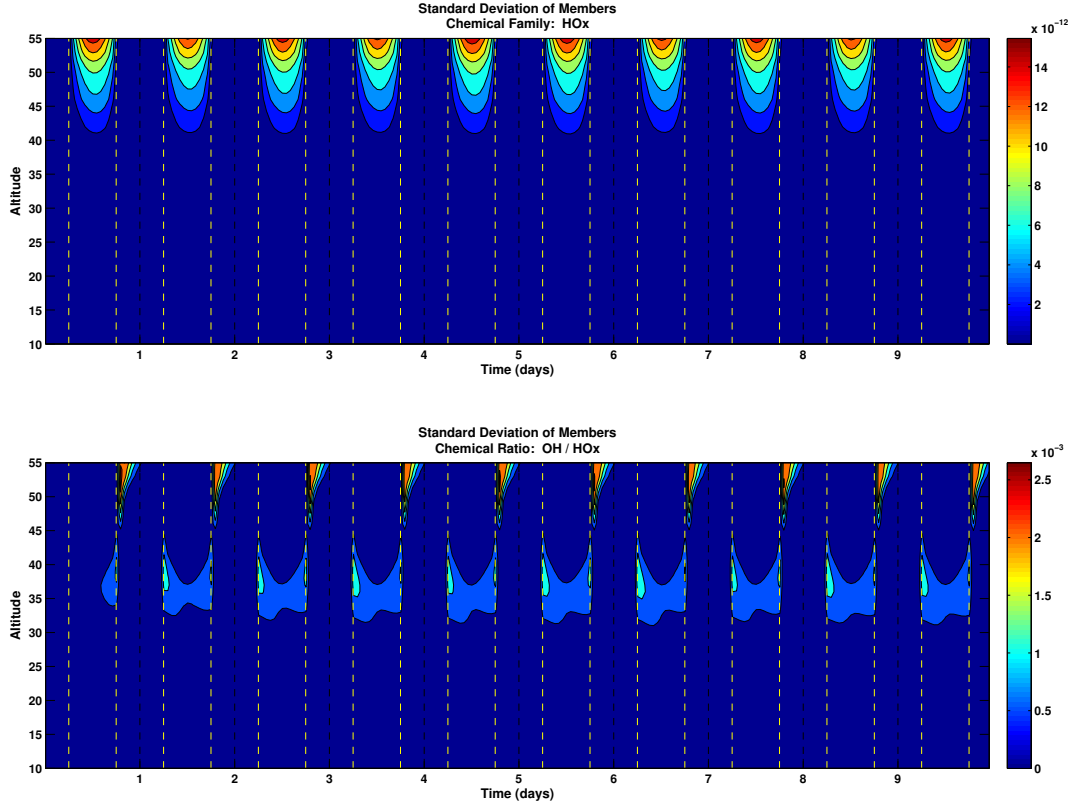 Standard Deviation of Members
Chemical Family: HOx
x 10⁻¹²
55
50
45
40
35
30
25
20
15
10
Altitude
1 2 3 4 5 6 7 8 9
Time (days)
14
12
10
8
6
4
2
Standard Deviation of Members
Chemical Ratio: OH / HOx
x 10⁻³
55
50
45
40
35
30
25
20
15
10
Altitude
1 2 3 4 5 6 7 8 9
Time (days)
2.5
2
1.5
1
0.5
0